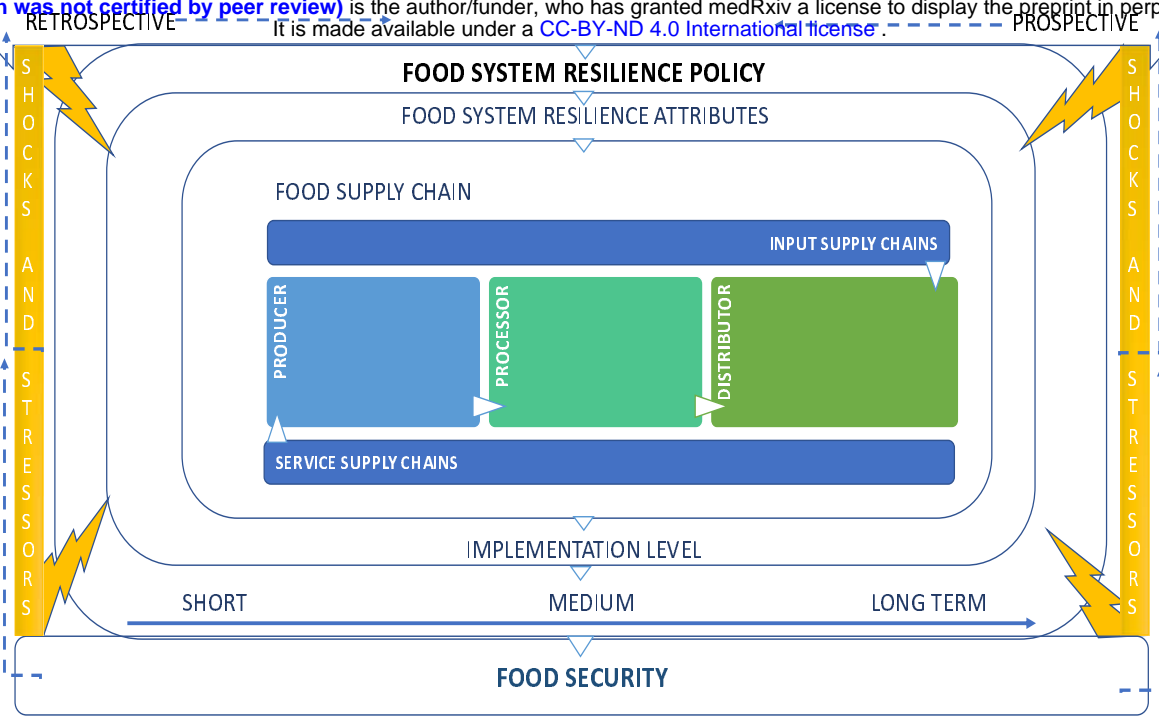 n was not certified by peer review) is the author/funder, who has granted medRxiv a license to display the preprint in perp
RETROSPECTIVE
It is made available under a CC-BY-ND 4.0 International license .
PROSPECTIVE
SHOCKS AND STRESSORS
FOOD SYSTEM RESILIENCE POLICY
FOOD SYSTEM RESILIENCE ATTRIBUTES
FOOD SUPPLY CHAIN
INPUT SUPPLY CHAINS
PRODUCER
PROCESSOR
DISTRIBUTOR
SERVICE SUPPLY CHAINS
IMPLEMENTATION LEVEL
SHORT MEDIUM LONG TERM
SHOCKS AND STRESSORS
FOOD SECURITY